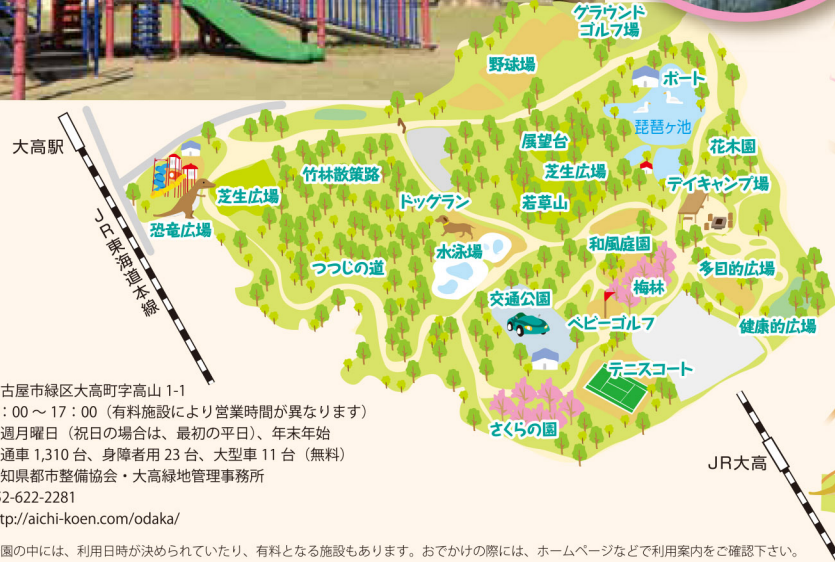 グラウンド
ゴルフ場
野球場
ボート
琵琶ヶ池
大高駅
展望台
花木園
芝生広場
デイキャンプ場
竹林散策路
ドッグラン
若草山
芝生広場
恐竜広場
和風庭園
水泳場
多目的広場
つつじの道
梅林
JR東海道本線
交通公園
ベビーゴルフ
健康的広場
テニスコート
さくらの園
JR大高
古屋市緑区大高町字高山 1-1
:00 ~ 17:00(有料施設により営業時間が異なります)
週月曜日(祝日の場合は、最初の平日)、年末年始
通車 1,310 台、身障者用 23 台、大型車 11 台(無料)
知県都市整備協会・大高緑地管理事務所
2-622-2281
tp://aichi-koen.com/odaka/
園の中には、利用日時が決められていたり、有料となる施設もあります。おでかけの際には、ホームページなどで利用案内をご確認下さい。